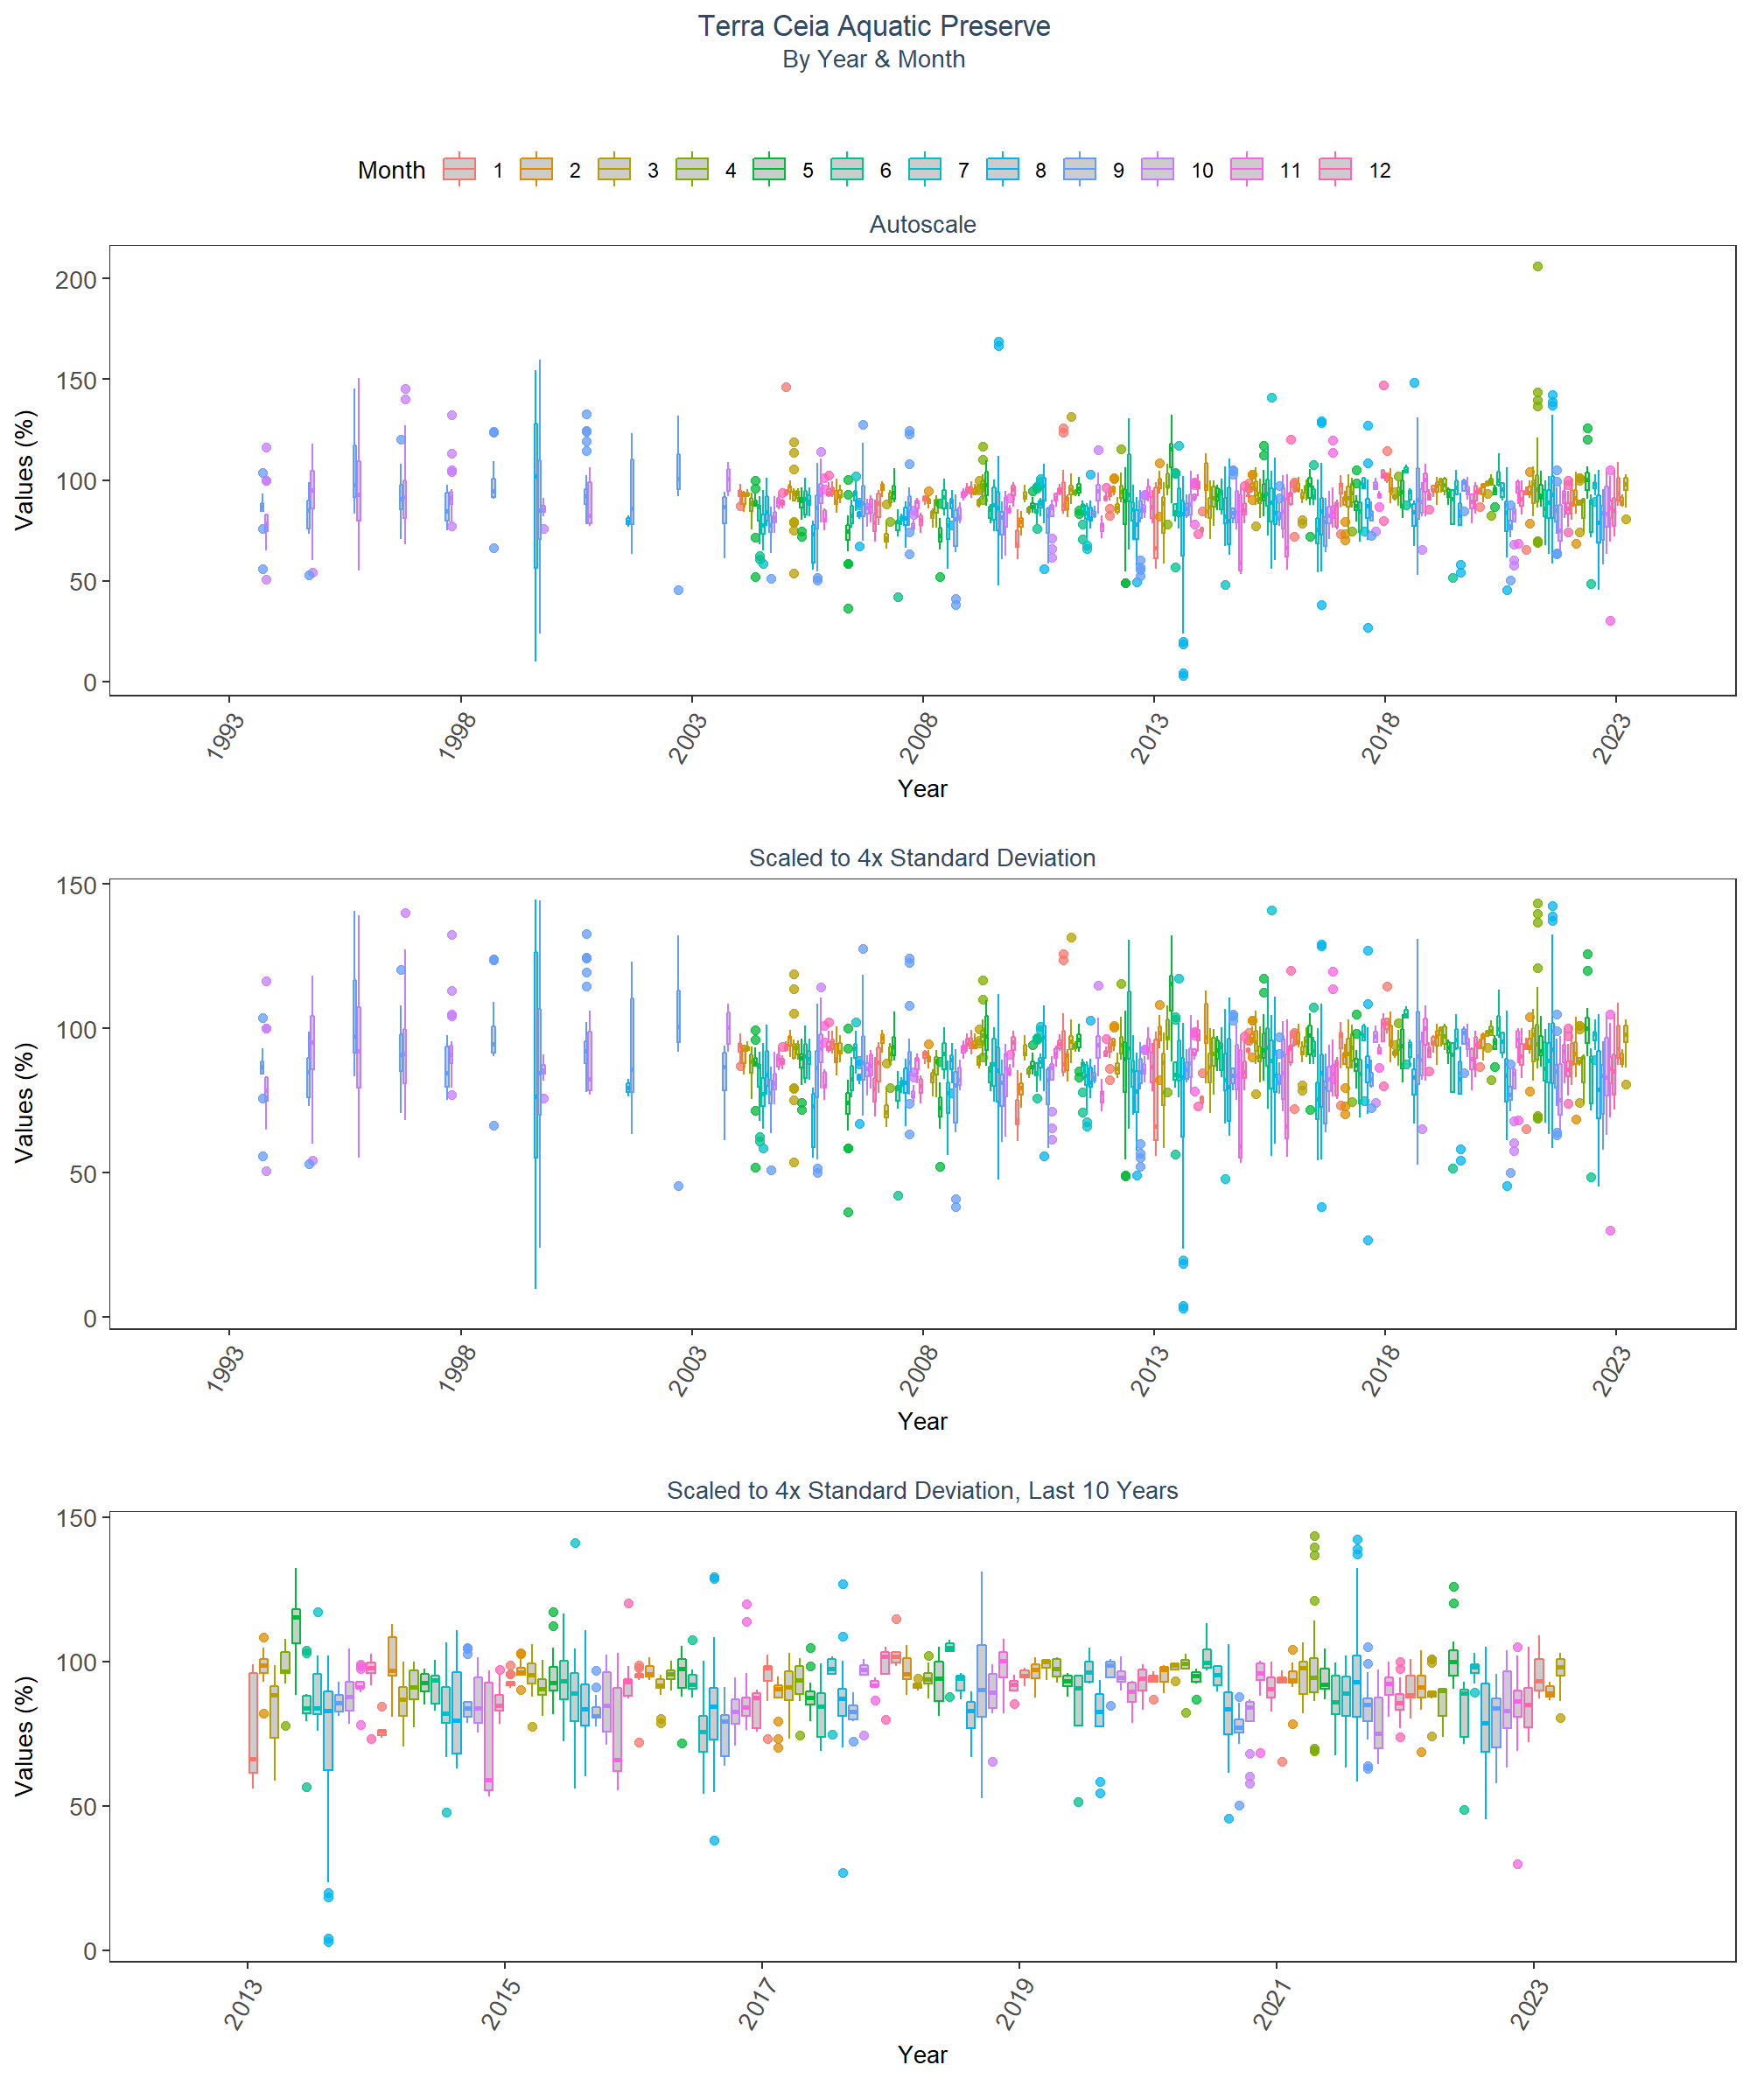 Terra Ceia Aquatic Preserve
By Year & Month
Month 1 2 3 4 5 6 7 8 9 10 11 12
Autoscale
Values (%)
200
150
100
50
0
1993 1998 2003 2008 2013 2018 2023
Year
Scaled to 4x Standard Deviation
Values (%)
150
100
50
0
1993 1998 2003 2008 2013 2018 2023
Year
Scaled to 4x Standard Deviation, Last 10 Years
Values (%)
150
100
50
0
2013 2015 2017 2019 2021 2023
Year